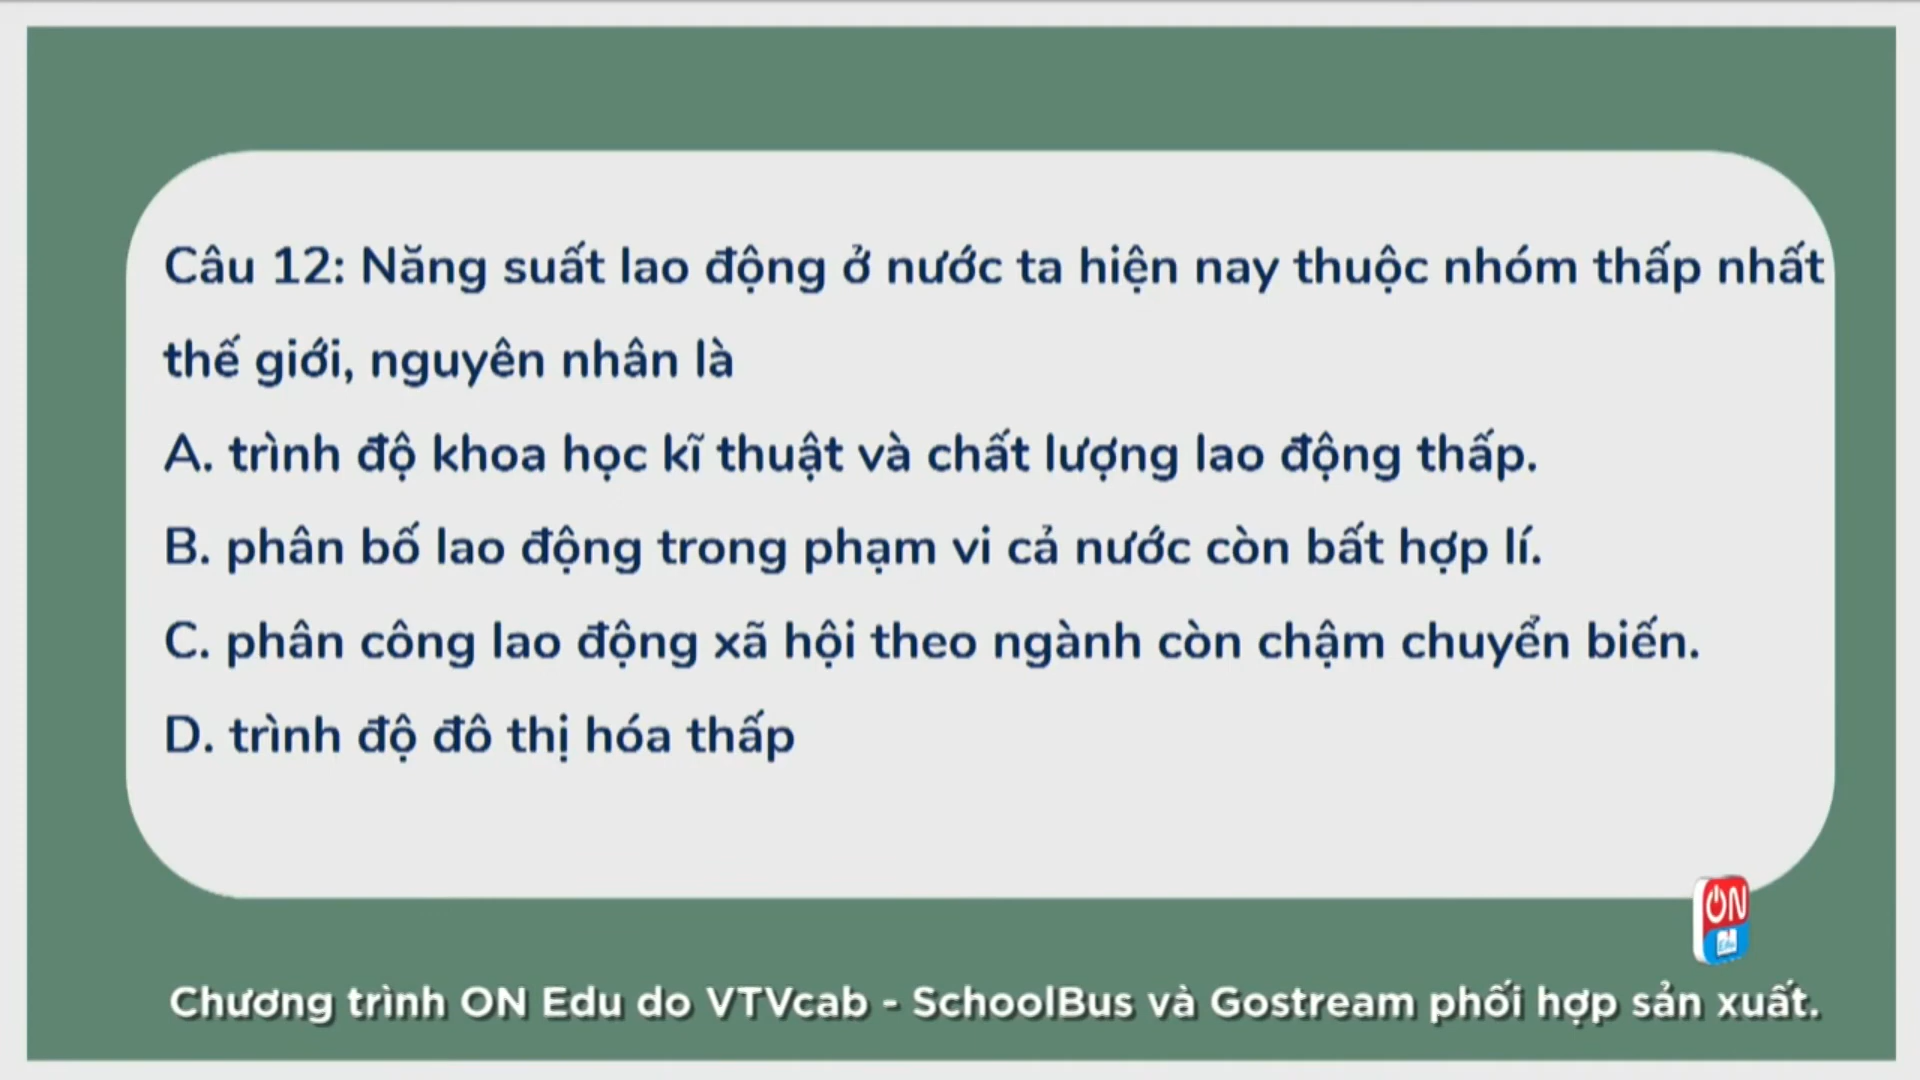 Câu 12: Năng suất lao động ở nước ta hiện nay thuộc nhóm thấp nhất
thế giới, nguyên nhân là
A. trình độ khoa học kĩ thuật và chất lượng lao động thấp.
B. phân bố lao động trong phạm vi cả nước còn bất hợp lí.
C. phân công lao động xã hội theo ngành còn chậm chuyển biến.
D. trình độ đô thị hóa thấp
ON
Edu
Chương trình ON Edu do VTVcab - SchoolBus và Gostream phối hợp sản xuất.